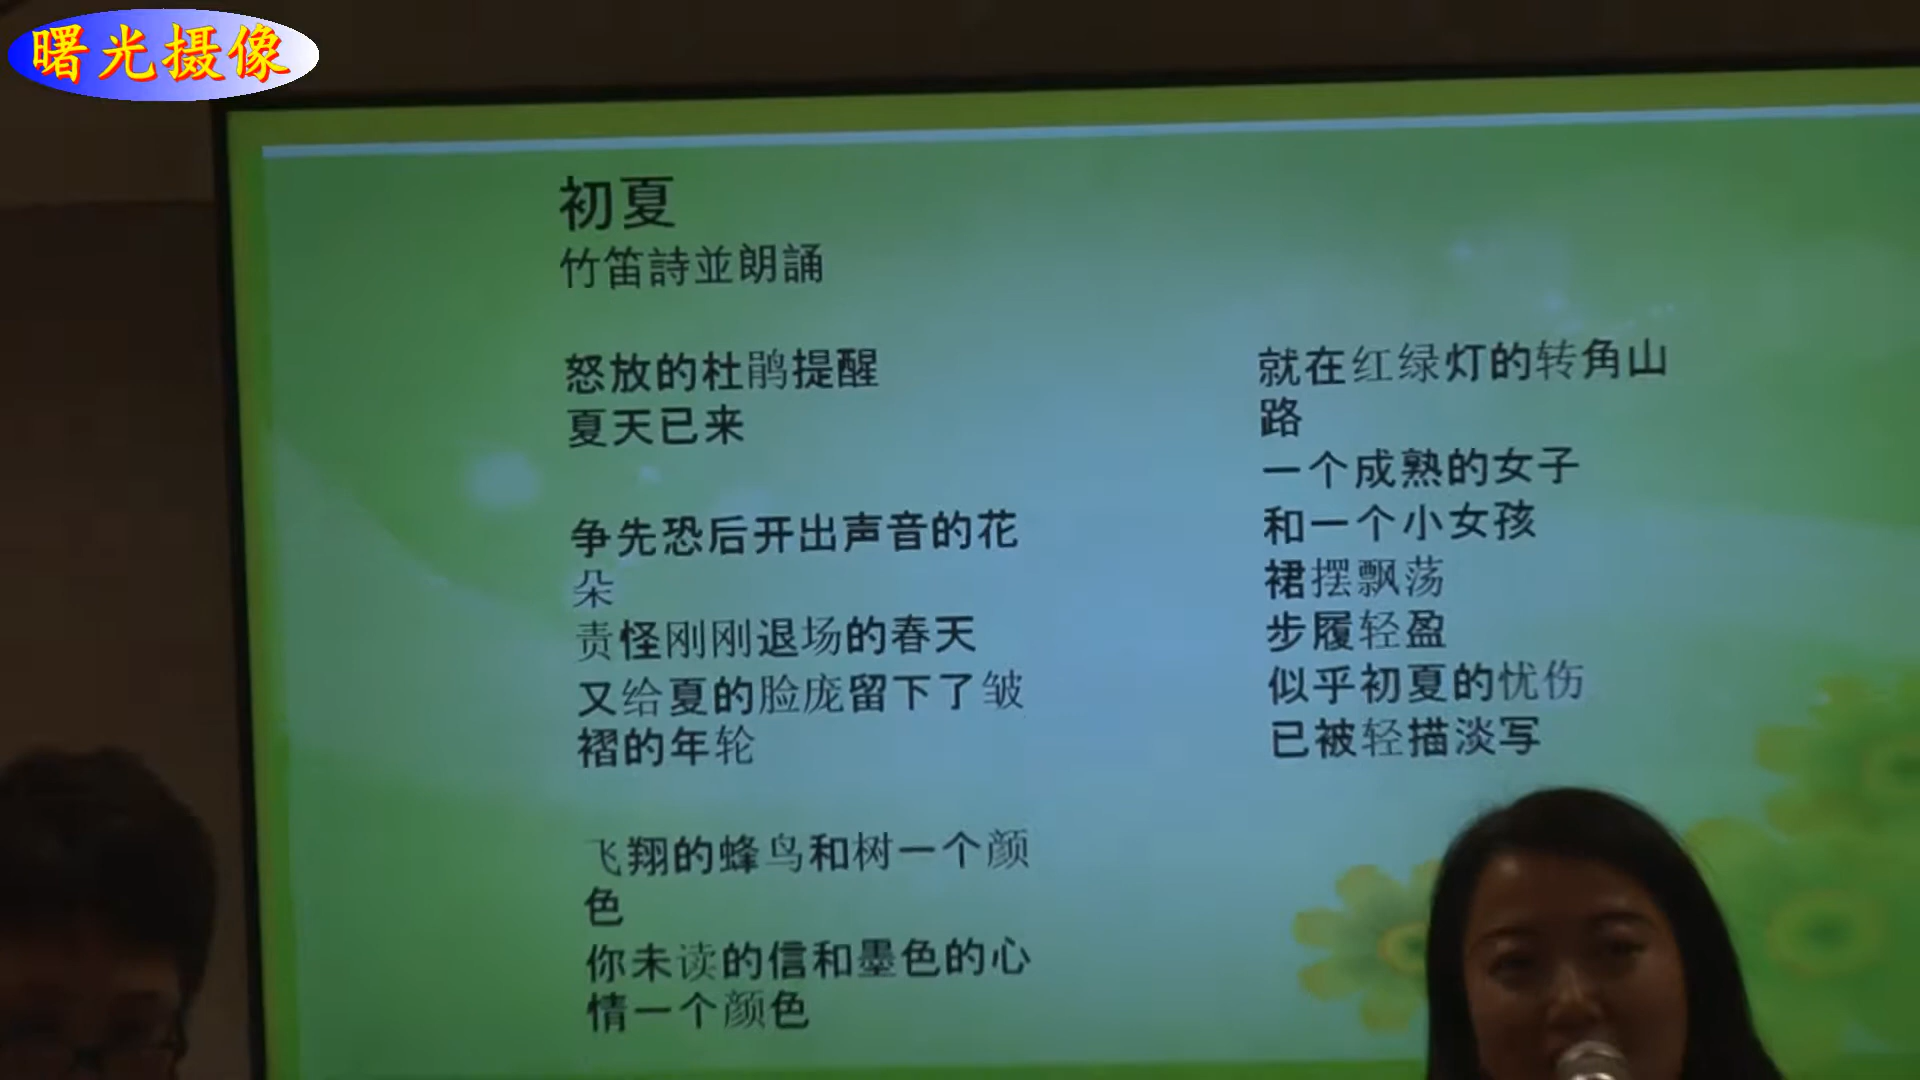 曙光摄像
初夏
竹笛詩並朗誦
怒放的杜鹃提醒
夏天已来
争先恐后开出声音的花
朵
责怪刚刚退场的春天
又给夏的脸庞留下了皱
褶的年轮
飞翔的蜂鸟和树一个颜
色
你未读的信和墨色的心
情一个颜色
就在红绿灯的转角山
路
一个成熟的女子
和一个小女孩
裙摆飘荡
步履轻盈
似乎初夏的忧伤
已被轻描淡写